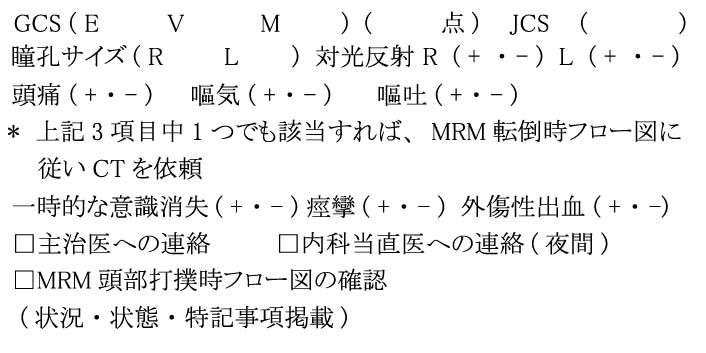 GCS ( E　　V　　M　　) (　　点 )　JCS　(　　　)
瞳孔サイズ ( R　　L　　)　対光反射 R ( + ・ − ) L ( + ・ − )
頭痛 ( + ・ − )　嘔気 ( + ・ − )　嘔吐 ( + ・ − )
* 上記 3 項目中 1 つでも該当すれば、 MRM 転倒時フロー図に
従い CT を依頼
一時的な意識消失 ( + ・ − ) 痙攣 ( + ・ − ) 外傷性出血 ( + ・ − )
□主治医への連絡　　□内科当直医への連絡 ( 夜間 )
□MRM 頭部打撲時フロー図の確認
( 状況・状態・特記事項掲載 )